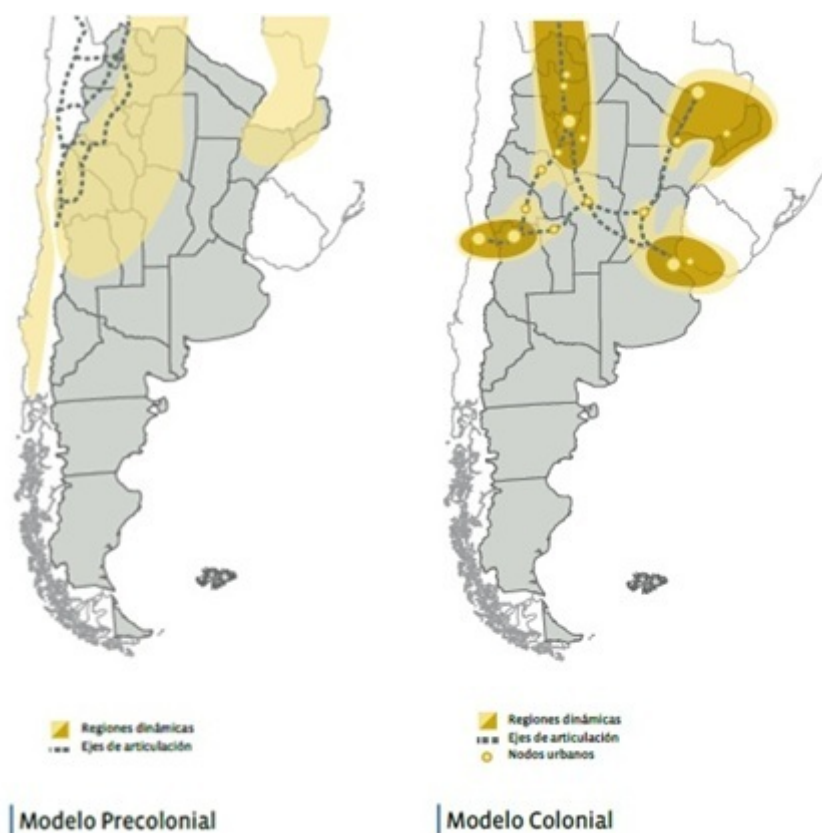 Regiones dinámicas
Ejes de articulación
Modelo Precolonial
Regiones dinámicas
Ejes de articulación
Nodos urbanos
Modelo Colonial